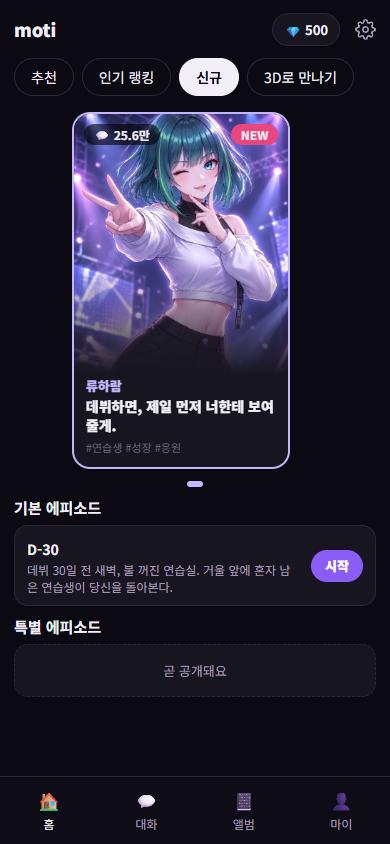 moti
500
추천
인기 랭킹
신규
3D로 만나기
25.6만
NEW
류하람
데뷔하면, 제일 먼저 너한테 보여
줄게.
#연습생 #성장 #응원
기본 에피소드
D-30
데뷔 30일 전 새벽, 불 꺼진 연습실. 거울 앞에 혼자 남
은 연습생이 당신을 돌아본다.
시작
특별 에피소드
곧 공개돼요
홈
대화
앨범
마이